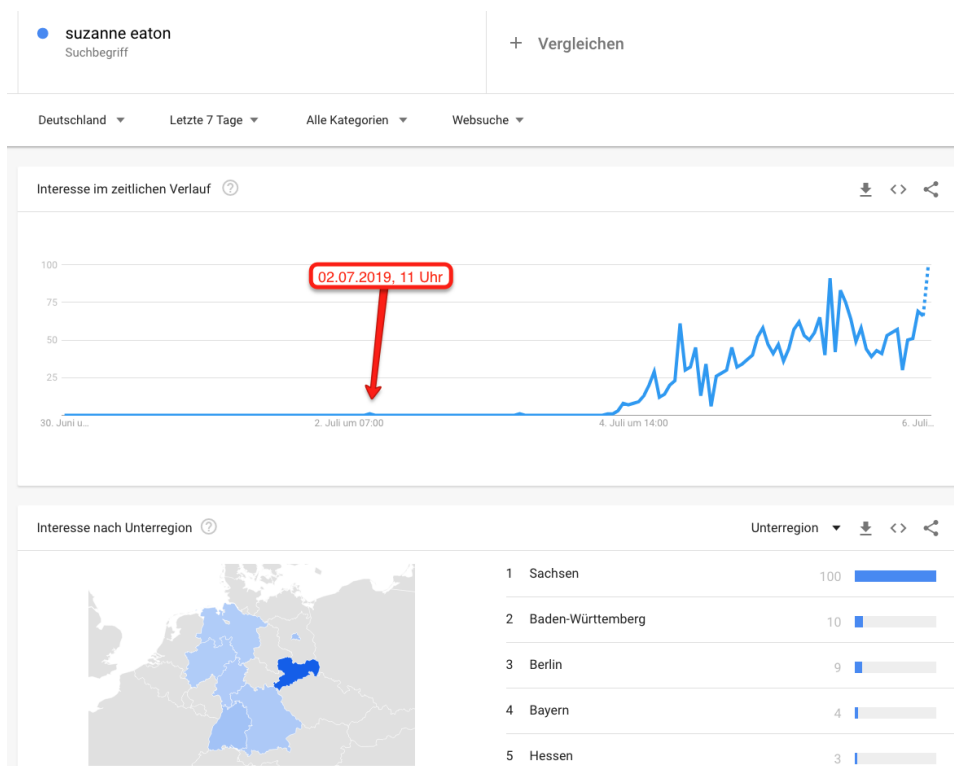 suzanne eaton
Suchbegriff
+ Vergleichen
Deutschland
Letzte 7 Tage
Alle Kategorien
Websuche
Interesse im zeitlichen Verlauf
100
75
50
25
02.07.2019, 11 Uhr
30. Juni u...
2. Juli um 07:00
4. Juli um 14:00
6. Juli...
Interesse nach Unterregion
Unterregion
1 Sachsen 100
2 Baden-Württemberg 10
3 Berlin 9
4 Bayern 4
5 Hessen 3